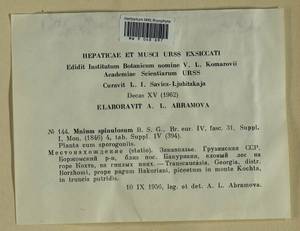 HEPATICAE ET MUSCI URSS EXSICCATI
Edidit Institutum Botanicum nomine V. L. Komarovii
Academiae Scientiarum URSS
Curavit L. I. Savicz-Ljubitzkaja
Decas XV (1962)
ELABORAVIT A. L. ABRAMOVA
№ 144. Mnium spinulosum B. S. G., Br. eur. IV, fasc. 31, Suppl.
I, Mon. (1846) 4, tab. Suppl. IV (394).
Planta cum sporogoniis.
Местонахождение (statio). Закавказье. Грузинская ССР,
Боржомский р-н, близ пос. Бакуриани, еловый лес на
горе Кохта, на гнилых пнях. — Transcaucasia, Georgia, distr.
Borzhomi, prope pagum Bakuriani, piceetum in monte Kochta,
in truncis putridis.
10 IX 1956, leg. et det. A. L. Abramova.